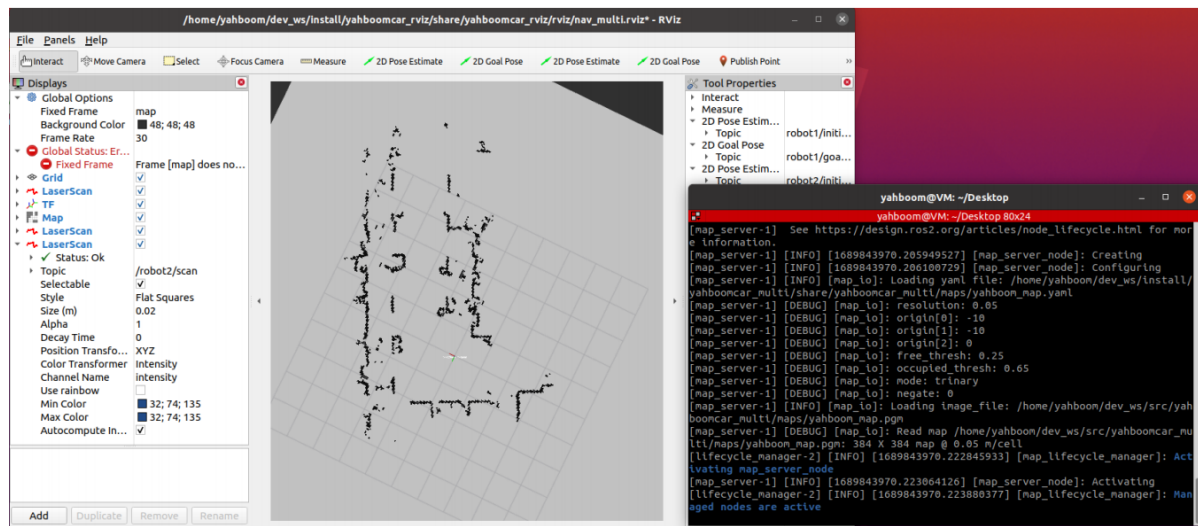 /home/yahboom/dev_ws/install/yahboomcar_rviz/share/yahboomcar_rviz/rviz/nav_multi.rviz* - RViz
File Panels Help
Interact Move Camera Select Focus Camera Measure 2D Pose Estimate 2D Goal Pose 2D Pose Estimate 2D Goal Pose Publish Point »
Displays
Global Options
Fixed Frame map
Background Color 48; 48; 48
Frame Rate 30
Global Status: Er...
Fixed Frame Frame [map] does no...
Grid
LaserScan
TF
Map
LaserScan
LaserScan
Status: Ok
Topic /robot2/scan
Selectable
Style Flat Squares
Size (m) 0.02
Alpha 1
Decay Time 0
Position Transfo... XYZ
Color Transformer Intensity
Channel Name intensity
Use rainbow
Min Color 32; 74; 135
Max Color 32; 74; 135
Autocompute In...
Add Duplicate Remove Rename
Tool Properties
Interact
Measure
2D Pose Estim...
Topic robot1/initi...
2D Goal Pose
Topic robot1/goa...
2D Pose Estim...
Topic robot2/initi...
yahboom@VM: ~/Desktop
yahboom@VM: ~/Desktop 80x24
[map_server-1] See https://design.ros2.org/articles/node_lifecycle.html for mor
e information.
[map_server-1] [INFO] [1689843970.205949527] [map_server_node]: Creating
[map_server-1] [INFO] [1689843970.206100729] [map_server_node]: Configuring
[map_server-1] [INFO] [map_io]: Loading yaml file: /home/yahboom/dev_ws/install/
yahboomcar_multi/share/yahboomcar_multi/maps/yahboom_map.yaml
[map_server-1] [DEBUG] [map_io]: resolution: 0.05
[map_server-1] [DEBUG] [map_io]: origin[0]: -10
[map_server-1] [DEBUG] [map_io]: origin[1]: -10
[map_server-1] [DEBUG] [map_io]: origin[2]: 0
[map_server-1] [DEBUG] [map_io]: free_thresh: 0.25
[map_server-1] [DEBUG] [map_io]: occupied_thresh: 0.65
[map_server-1] [DEBUG] [map_io]: mode: trinary
[map_server-1] [DEBUG] [map_io]: negate: 0
[map_server-1] [INFO] [map_io]: Loading image_file: /home/yahboom/dev_ws/src/yah
boomcar_multi/maps/yahboom_map.pgm
[map_server-1] [DEBUG] [map_io]: Read map /home/yahboom/dev_ws/src/yahboomcar_mu
lti/maps/yahboom_map.pgm: 384 X 384 map @ 0.05 m/cell
[lifecycle_manager-2] [INFO] [1689843970.222845933] [map_lifecycle_manager]: Act
ivating map_server_node
[map_server-1] [INFO] [1689843970.223064126] [map_server_node]: Activating
[lifecycle_manager-2] [INFO] [1689843970.223880377] [map_lifecycle_manager]: Man
aged nodes are active